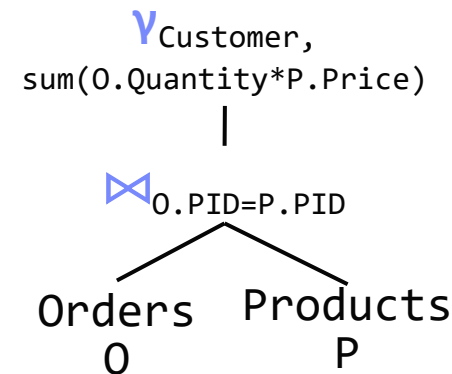 γCustomer,
sum(O.Quantity*P.Price)
⋈O.PID=P.PID
Orders Products
O P